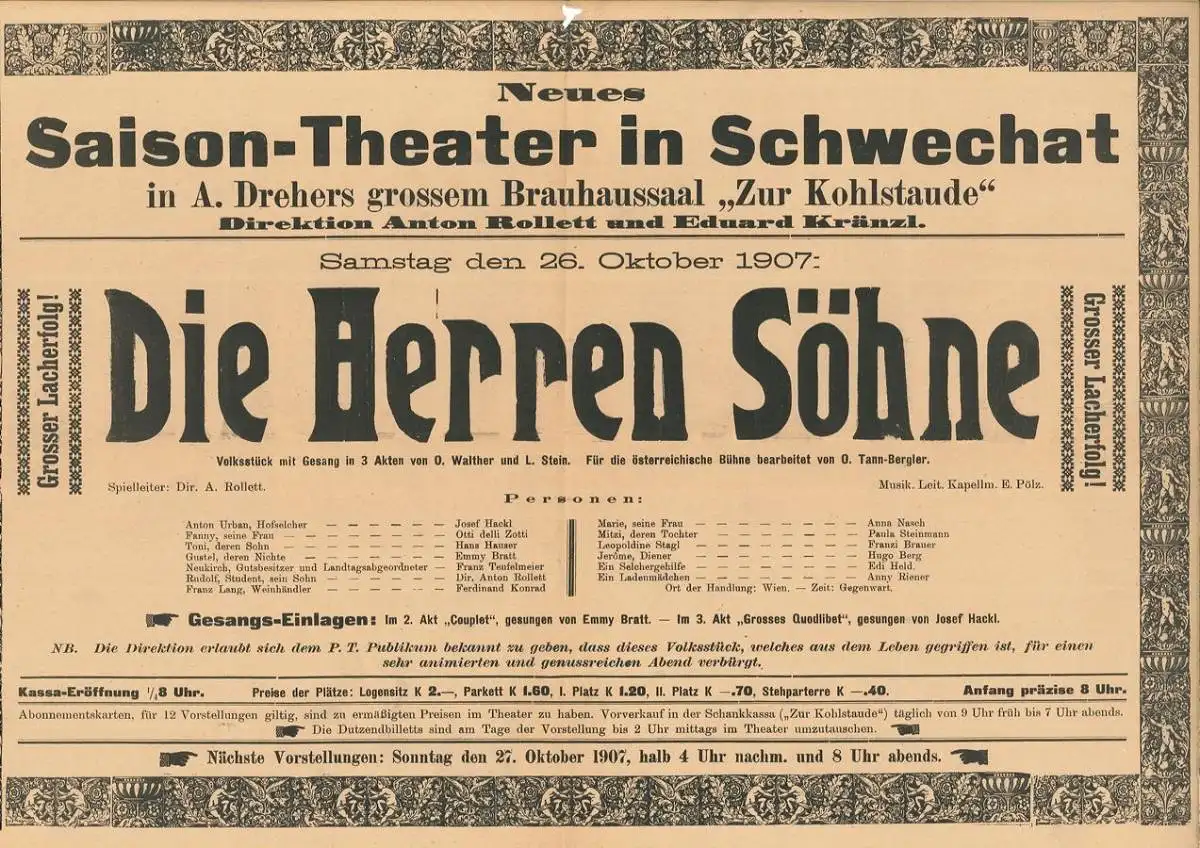 Neues
Saison-Theater in Schwechat
in A. Drehers grossem Brauhaussaal „Zur Kohlstaude“
Direktion Anton Rollett und Eduard Kränzl.
Samstag den 26. Oktober 1907:
Grosser Lacherfolg!
Die Herren Söhne
Grosser Lacherfolg!
Volksstück mit Gesang in 3 Akten von O. Walther und L. Stein. Für die österreichische Bühne bearbeitet von O. Tann-Bergler.
Spielleiter: Dir. A. Rollett.
Musik. Leit. Kapellm. E. Pölz.
Personen:
Anton Urban, Hofselcher — — — — — — Josef Hackl
Fanny, seine Frau — — — — — — — — Otti delli Zotti
Toni, deren Sohn — — — — — — — — Hans Hauser
Gustel, deren Nichte — — — — — — — Emmy Bratt
Neukirch, Gutsbesitzer und Landtagsabgeordneter — Franz Teufelmeier
Rudolf, Student, sein Sohn — — — — — — Dir. Anton Rollett
Franz Lang, Weinhändler — — — — — — Ferdinand Konrad
Marie, seine Frau — — — — — — — — Anna Nasch
Mitzi, deren Tochter — — — — — — — Paula Steinmann
Leopoldine Stagl — — — — — — — — Franzi Brauer
Jerôme, Diener — — — — — — — — Hugo Berg
Ein Selchergehilfe — — — — — — — — Edi Held.
Ein Ladenmädchen — — — — — — — — Anny Riener
Ort der Handlung: Wien. — Zeit: Gegenwart.
Gesangs-Einlagen: Im 2. Akt „Couplet“, gesungen von Emmy Bratt. — Im 3. Akt „Grosses Quodlibet“, gesungen von Josef Hackl.
NB. Die Direktion erlaubt sich dem P. T. Publikum bekannt zu geben, dass dieses Volksstück, welches aus dem Leben gegriffen ist, für einen
sehr animierten und genussreichen Abend verbürgt.
Kassa-Eröffnung ½8 Uhr. Preise der Plätze: Logensitz K 2.—, Parkett K 1.60, I. Platz K 1.20, II. Platz K —.70, Stehparterre K —.40. Anfang präzise 8 Uhr.
Abonnementskarten, für 12 Vorstellungen giltig, sind zu ermäßigten Preisen im Theater zu haben. Vorverkauf in der Schankkassa („Zur Kohlstaude“) täglich von 9 Uhr früh bis 7 Uhr abends.
Die Dutzendbilletts sind am Tage der Vorstellung bis 2 Uhr mittags im Theater umzutauschen.
Nächste Vorstellungen: Sonntag den 27. Oktober 1907, halb 4 Uhr nachm. und 8 Uhr abends.